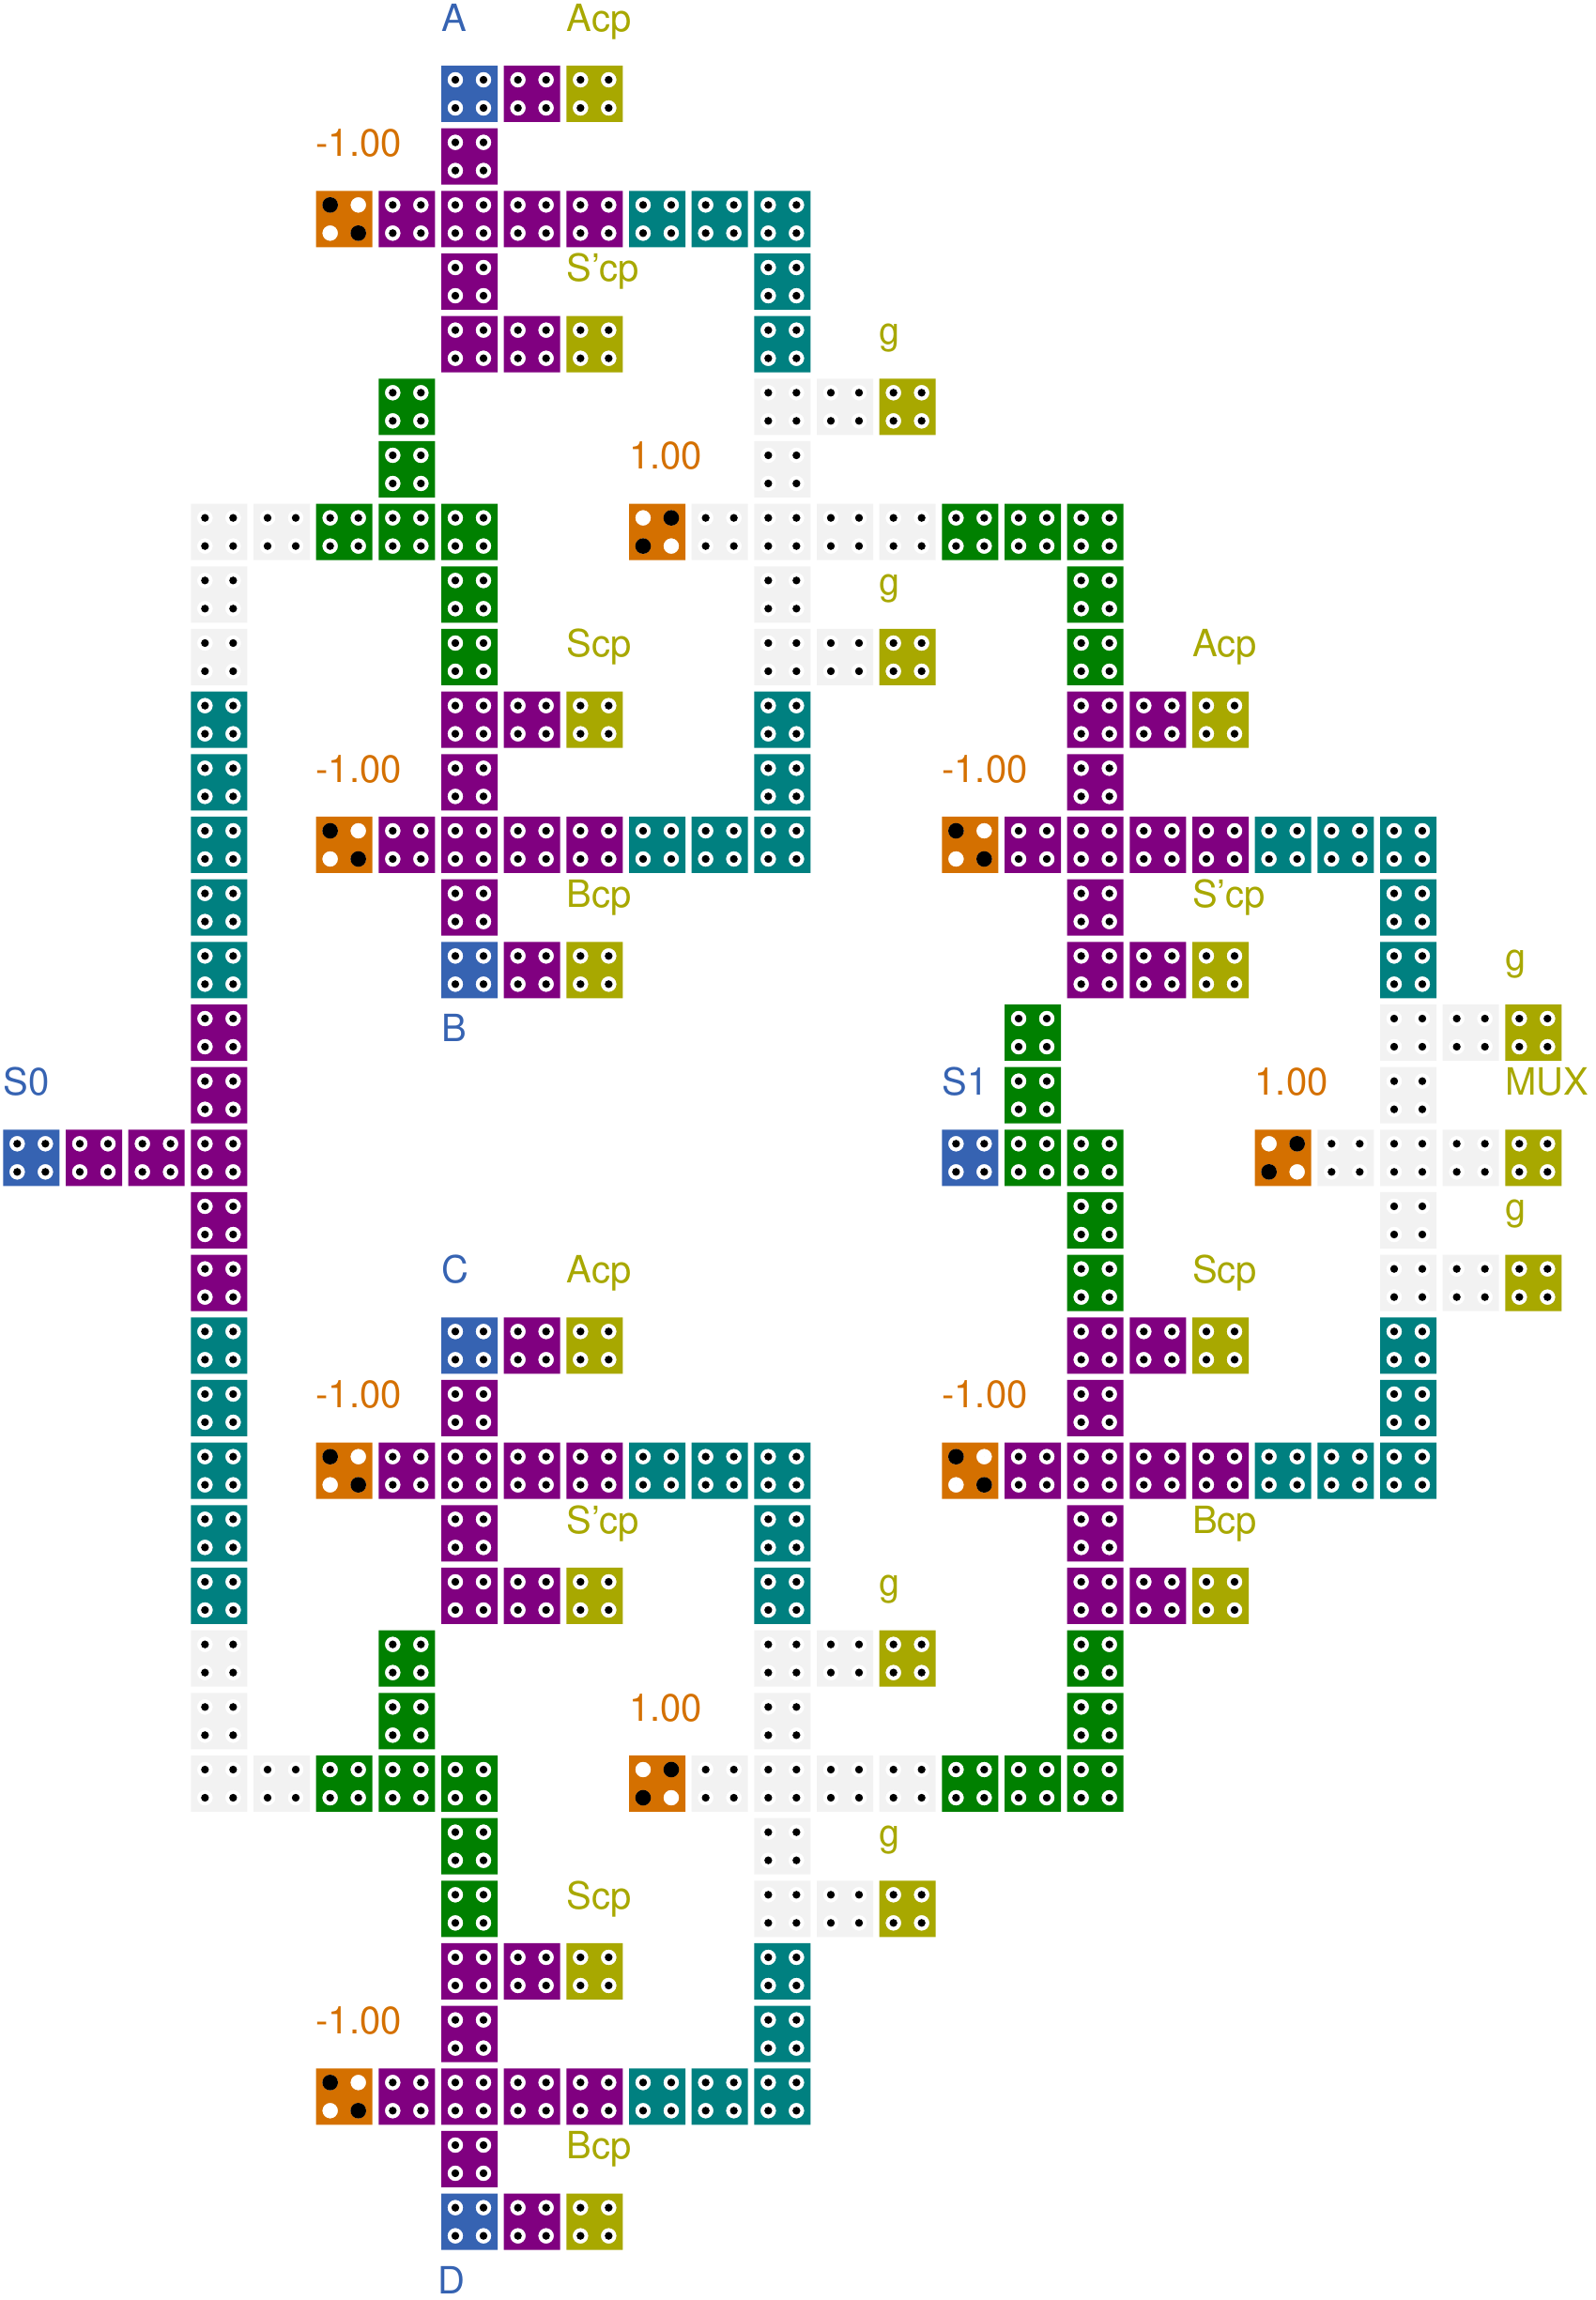 A Acp
-1.00
S’cp
g
1.00
g
Scp Acp
-1.00 -1.00
Bcp S’cp
g
B
S0 S1 1.00 MUX
g
C Acp Scp
-1.00 -1.00
S’cp Bcp
g
1.00
g
Scp
-1.00
Bcp
D